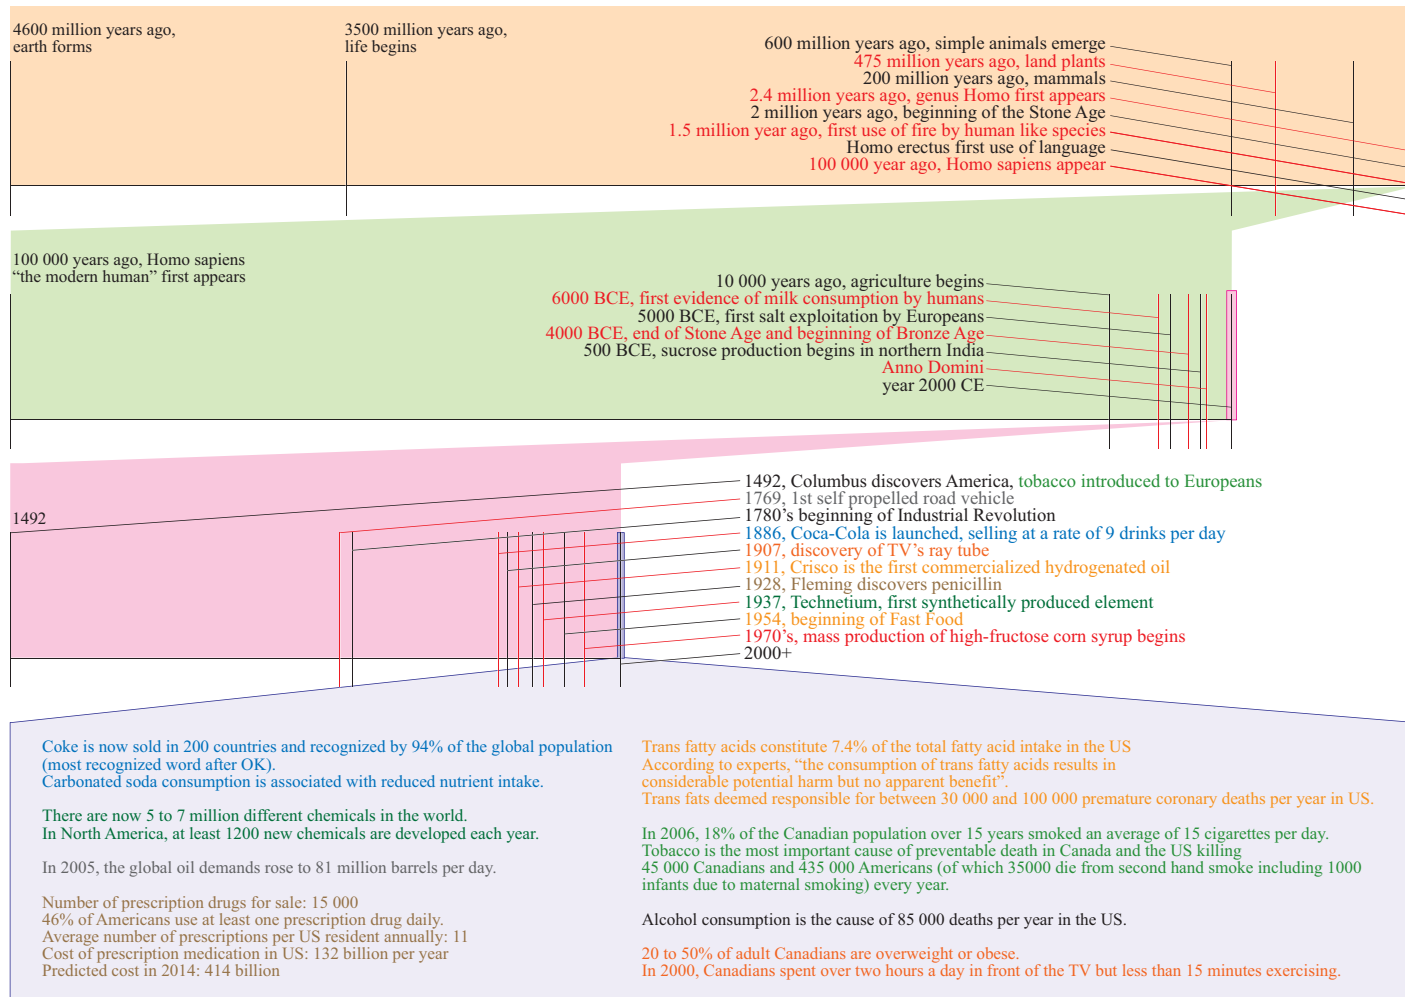 4600 million years ago,
earth forms
3500 million years ago,
life begins
600 million years ago, simple animals emerge
475 million years ago, land plants
200 million years ago, mammals
2.4 million years ago, genus Homo first appears
2 million years ago, beginning of the Stone Age
1.5 million year ago, first use of fire by human like species
Homo erectus first use of language
100 000 year ago, Homo sapiens appear
100 000 years ago, Homo sapiens
“the modern human” first appears
10 000 years ago, agriculture begins
6000 BCE, first evidence of milk consumption by humans
5000 BCE, first salt exploitation by Europeans
4000 BCE, end of Stone Age and beginning of Bronze Age
500 BCE, sucrose production begins in northern India
Anno Domini
year 2000 CE
1492
1492, Columbus discovers America, tobacco introduced to Europeans
1769, 1st self propelled road vehicle
1780’s beginning of Industrial Revolution
1886, Coca-Cola is launched, selling at a rate of 9 drinks per day
1907, discovery of TV’s ray tube
1911, Crisco is the first commercialized hydrogenated oil
1928, Fleming discovers penicillin
1937, Technetium, first synthetically produced element
1954, beginning of Fast Food
1970’s, mass production of high-fructose corn syrup begins
2000+
Coke is now sold in 200 countries and recognized by 94% of the global population
(most recognized word after OK).
Carbonated soda consumption is associated with reduced nutrient intake.
There are now 5 to 7 million different chemicals in the world.
In North America, at least 1200 new chemicals are developed each year.
In 2005, the global oil demands rose to 81 million barrels per day.
Number of prescription drugs for sale: 15 000
46% of Americans use at least one prescription drug daily.
Average number of prescriptions per US resident annually: 11
Cost of prescription medication in US: 132 billion per year
Predicted cost in 2014: 414 billion
Trans fatty acids constitute 7.4% of the total fatty acid intake in the US
According to experts, “the consumption of trans fatty acids results in
considerable potential harm but no apparent benefit”.
Trans fats deemed responsible for between 30 000 and 100 000 premature coronary deaths per year in US.
In 2006, 18% of the Canadian population over 15 years smoked an average of 15 cigarettes per day.
Tobacco is the most important cause of preventable death in Canada and the US killing
45 000 Canadians and 435 000 Americans (of which 35000 die from second hand smoke including 1000
infants due to maternal smoking) every year.
Alcohol consumption is the cause of 85 000 deaths per year in the US.
20 to 50% of adult Canadians are overweight or obese.
In 2000, Canadians spent over two hours a day in front of the TV but less than 15 minutes exercising.